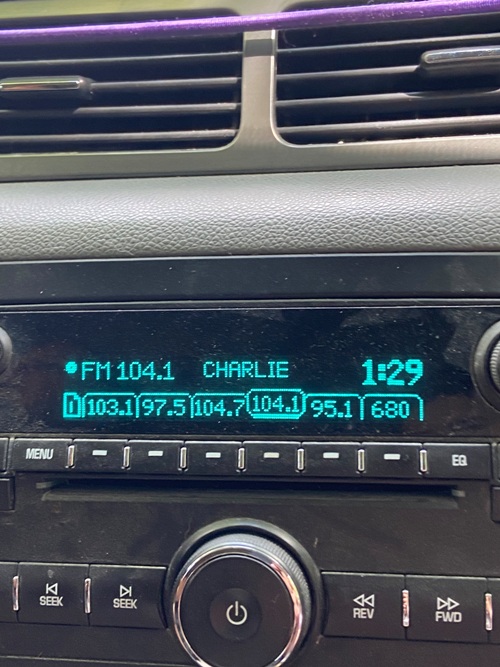 FM 104.1 CHARLIE 1:29
1 103.1 97.5 104.7 104.1 95.1 680
MENU EQ
SEEK SEEK REV FWD